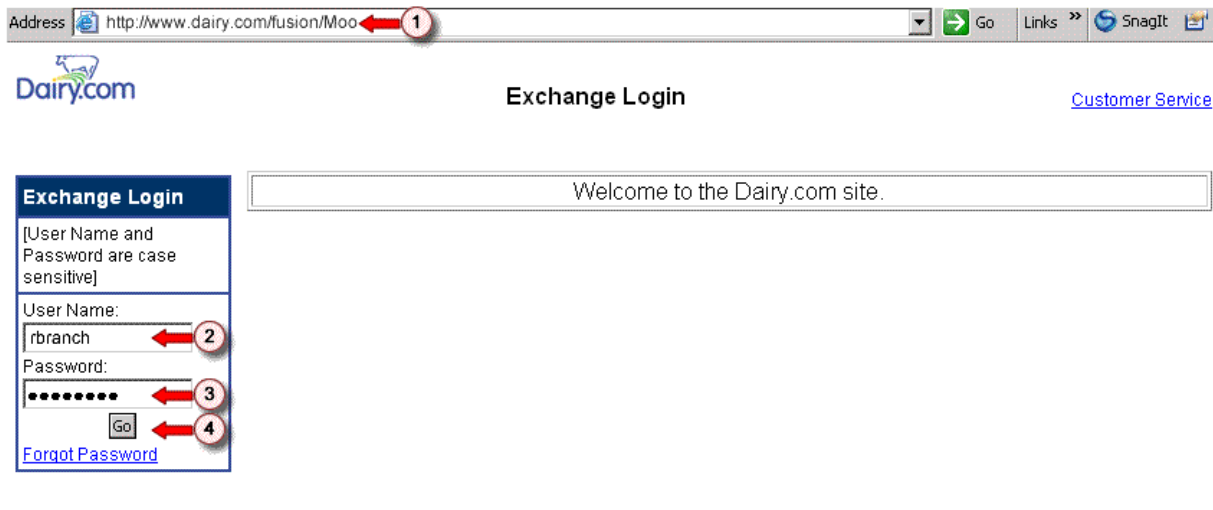 Address http://www.dairy.com/fusion/Moo 1 Go Links » SnagIt
Dairy.com
Exchange Login
Customer Service
Exchange Login
[User Name and
Password are case
sensitive]
User Name:
rbranch 2
Password:
•••••••• 3
Go 4
Forgot Password
Welcome to the Dairy.com site.